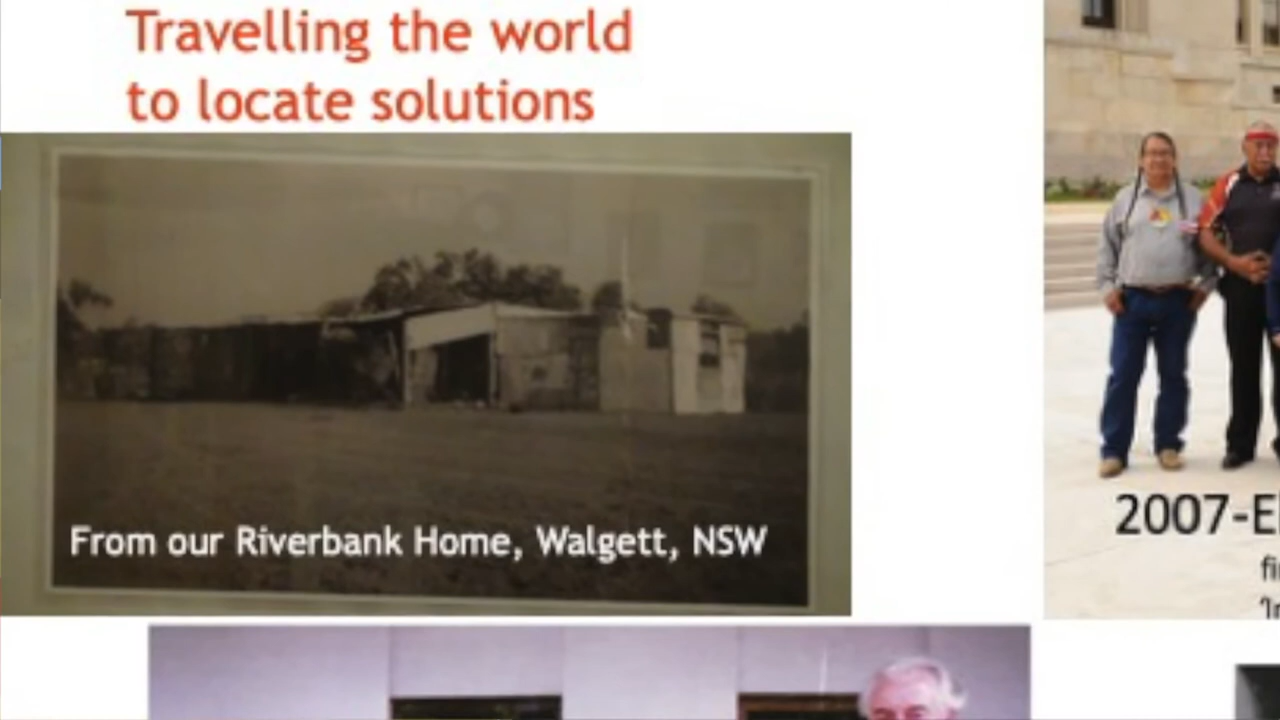 Travelling the world
to locate solutions
From our Riverbank Home, Walgett, NSW
2007-E